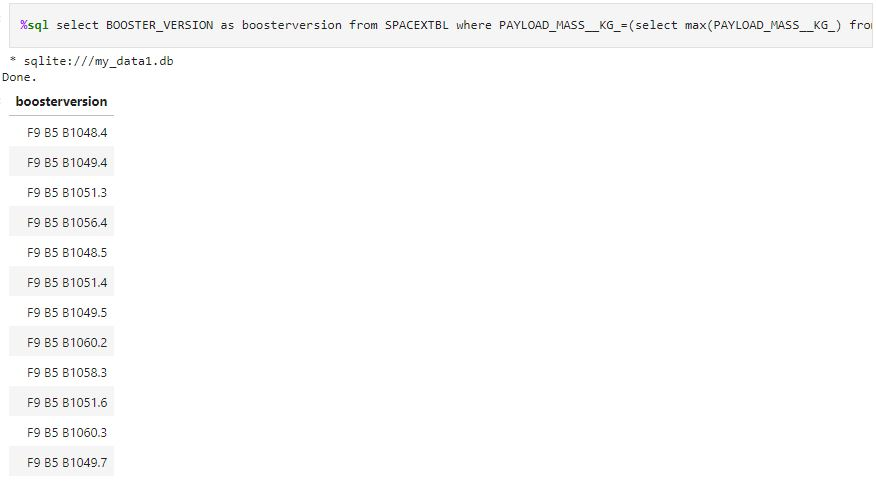 %sql select BOOSTER_VERSION as boosterversion from SPACEXTBL where PAYLOAD_MASS__KG_=(select max(PAYLOAD_MASS__KG_)
* sqlite:///my_data1.db
Done.
boosterversion
F9 B5 B1048.4
F9 B5 B1049.4
F9 B5 B1051.3
F9 B5 B1056.4
F9 B5 B1048.5
F9 B5 B1051.4
F9 B5 B1049.5
F9 B5 B1060.2
F9 B5 B1058.3
F9 B5 B1051.6
F9 B5 B1060.3
F9 B5 B1049.7